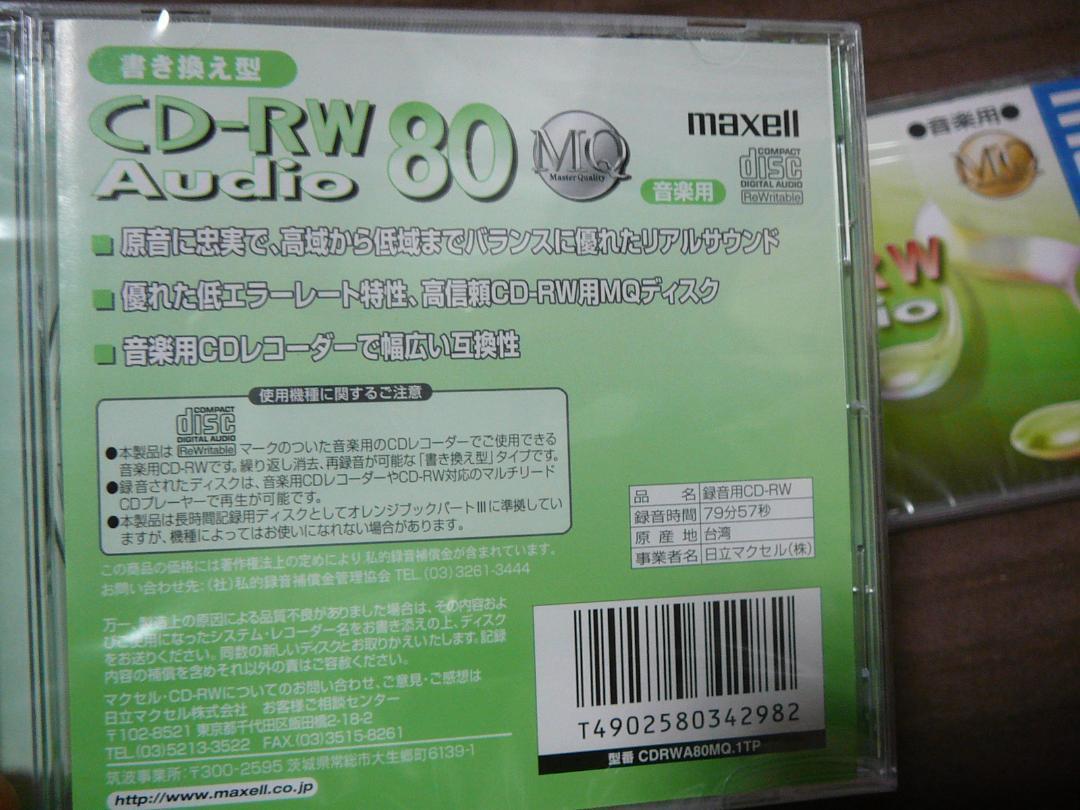 書き換え型
CD-RW 80
Audio
MQ
Master Quality
maxell
音楽用
COMPACT
disc
DIGITAL AUDIO
ReWritable
原音に忠実で、高域から低域までバランスに優れたリアルサウンド
優れた低エラーレート特性、高信頼CD-RW用MQディスク
音楽用CDレコーダーで幅広い互換性
使用機種に関するご注意
COMPACT
disc
DIGITAL AUDIO
●本製品は ReWritable マークのついた音楽用のCDレコーダーでご使用できる
音楽用CD-RWです。繰り返し消去、再録音が可能な「書き換え型」タイプです。
●録音されたディスクは、音楽用CDレコーダーやCD-RW対応のマルチリード
CDプレーヤーで再生が可能です。
●本製品は長時間記録用ディスクとしてオレンジブックパートⅢに準拠してい
ますが、機種によってはお使いになれない場合があります。
この商品の価格には著作権法上の定めにより私的録音補償金が含まれています。
お問い合わせ先:(社)私的録音補償金管理協会 TEL (03)3261-3444
品名 録音用CD-RW
録音時間 79分57秒
原産地 台湾
事業者名 日立マクセル(株)
万一、製造上の原因による品質不良がありました場合は、その内容およ
びご使用になったシステム・レコーダー名をお書き添えの上、ディスク
をお送りください。同数の新しいディスクとお取りかえいたします。記録
内容の補償を含めそれ以外の責はご容赦ください。
マクセル・CD-RWについてのお問い合わせ、ご意見・ご感想は
日立マクセル株式会社 お客様ご相談センター
〒102-8521 東京都千代田区飯田橋2-18-2
TEL.(03)5213-3522 FAX.(03)3515-8261
筑波事業所:〒300-2595 茨城県常総市大生郷町6139-1
http://www.maxell.co.jp
T4902580342982
型番 CDRWA80MQ.1TP
●音楽用●
MQ
RW
io